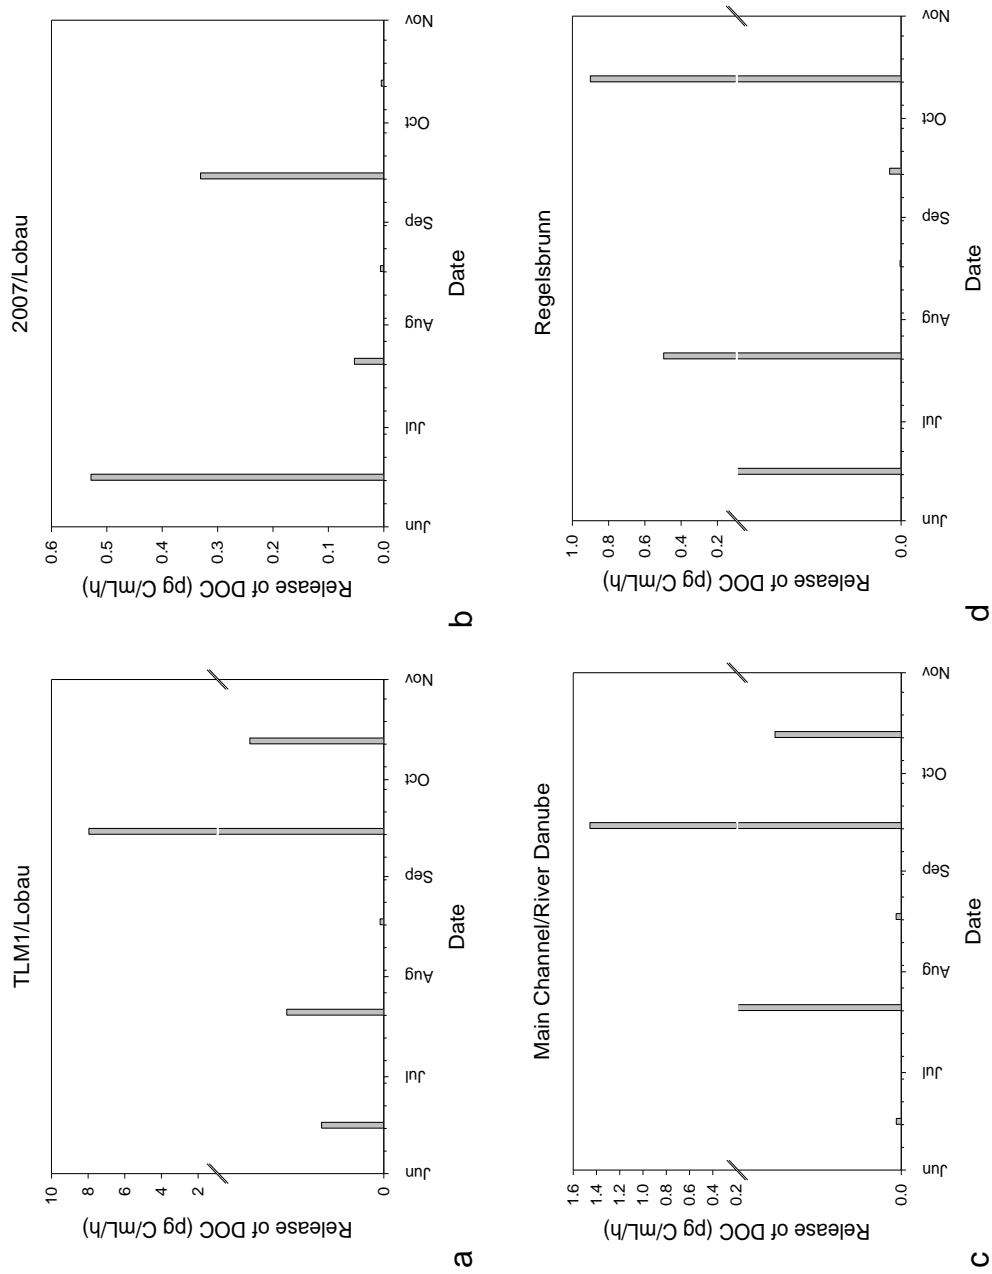 a
TLM1/Lobau
Release of DOC (pg C/mL/h)
10
8
6
4
2
0
Jun
Jul
Aug
Sep
Oct
Nov
Date
b
2007/Lobau
Release of DOC (pg C/mL/h)
0.6
0.5
0.4
0.3
0.2
0.1
0.0
Jun
Jul
Aug
Sep
Oct
Nov
Date
c
Main Channel/River Danube
Release of DOC (pg C/mL/h)
1.6
1.4
1.2
1.0
0.8
0.6
0.4
0.2
0.0
Jun
Jul
Aug
Sep
Oct
Nov
Date
d
Regelsbrunn
Release of DOC (pg C/mL/h)
1.0
0.8
0.6
0.4
0.2
0.0
Jun
Jul
Aug
Sep
Oct
Nov
Date